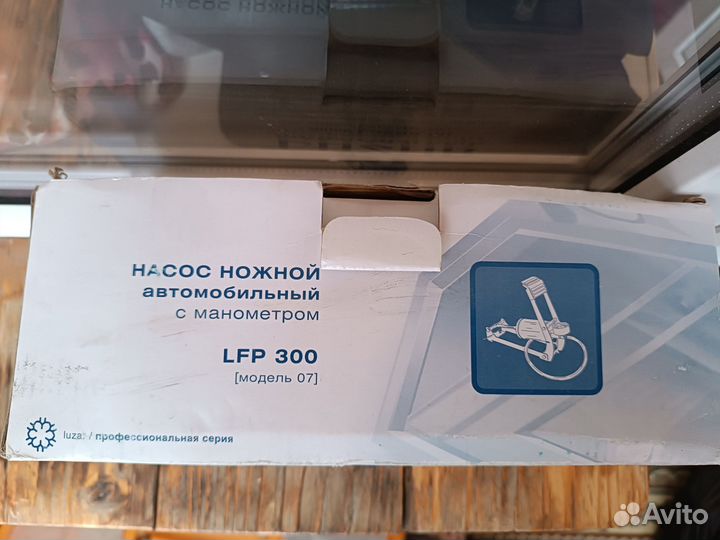 НАСОС НОЖНОЙ
автомобильный
с манометром
LFP 300
[модель 07]
luzar / профессиональная серия
Avito